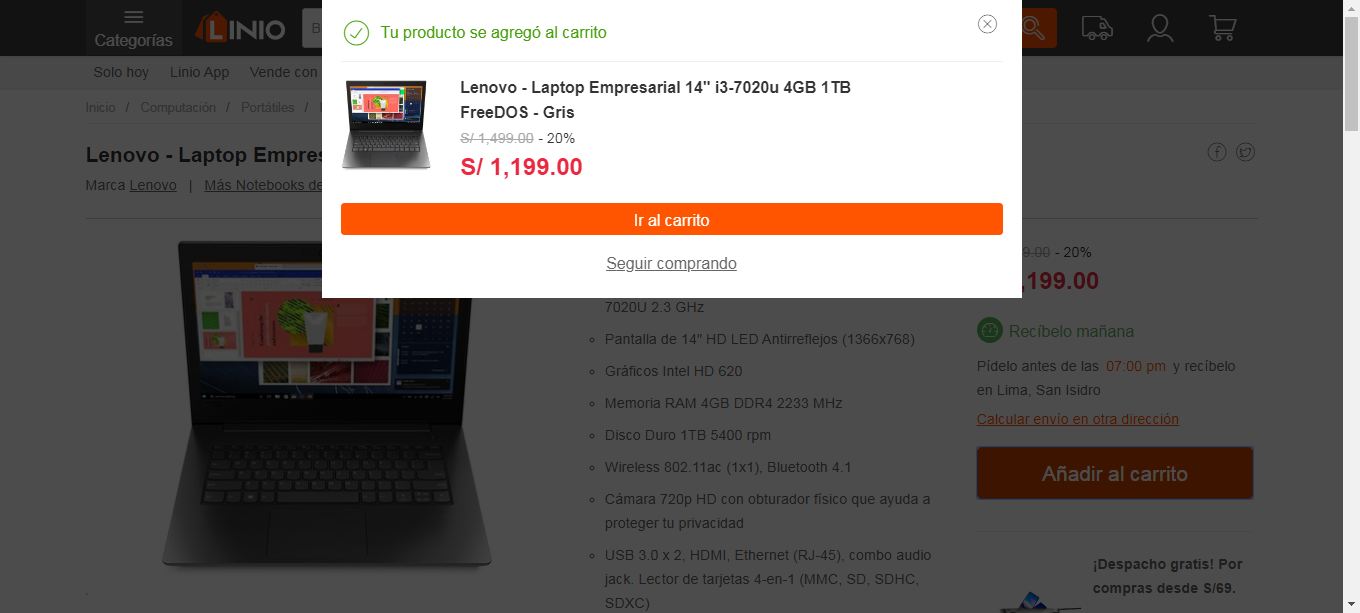 Categorías
LINIO
B
Tu producto se agregó al carrito
Solo hoy
Linio App
Vende con
Inicio / Computación / Portátiles /
Lenovo - Laptop Empresarial 14" i3-7020u 4GB 1TB
FreeDOS - Gris
S/ 1,499.00 - 20%
S/ 1,199.00
Ir al carrito
Seguir comprando
Lenovo - Laptop Empres
Marca Lenovo | Más Notebooks de
7020U 2.3 GHz
Pantalla de 14" HD LED Antirreflejos (1366x768)
Gráficos Intel HD 620
Memoria RAM 4GB DDR4 2233 MHz
Disco Duro 1TB 5400 rpm
Wireless 802.11ac (1x1), Bluetooth 4.1
Cámara 720p HD con obturador físico que ayuda a
proteger tu privacidad
USB 3.0 x 2, HDMI, Ethernet (RJ-45), combo audio
jack. Lector de tarjetas 4-en-1 (MMC, SD, SDHC,
SDXC)
9.00 - 20%
,199.00
Recíbelo mañana
Pídelo antes de las 07:00 pm y recíbelo
en Lima, San Isidro
Calcular envío en otra dirección
Añadir al carrito
¡Despacho gratis! Por
compras desde S/69.